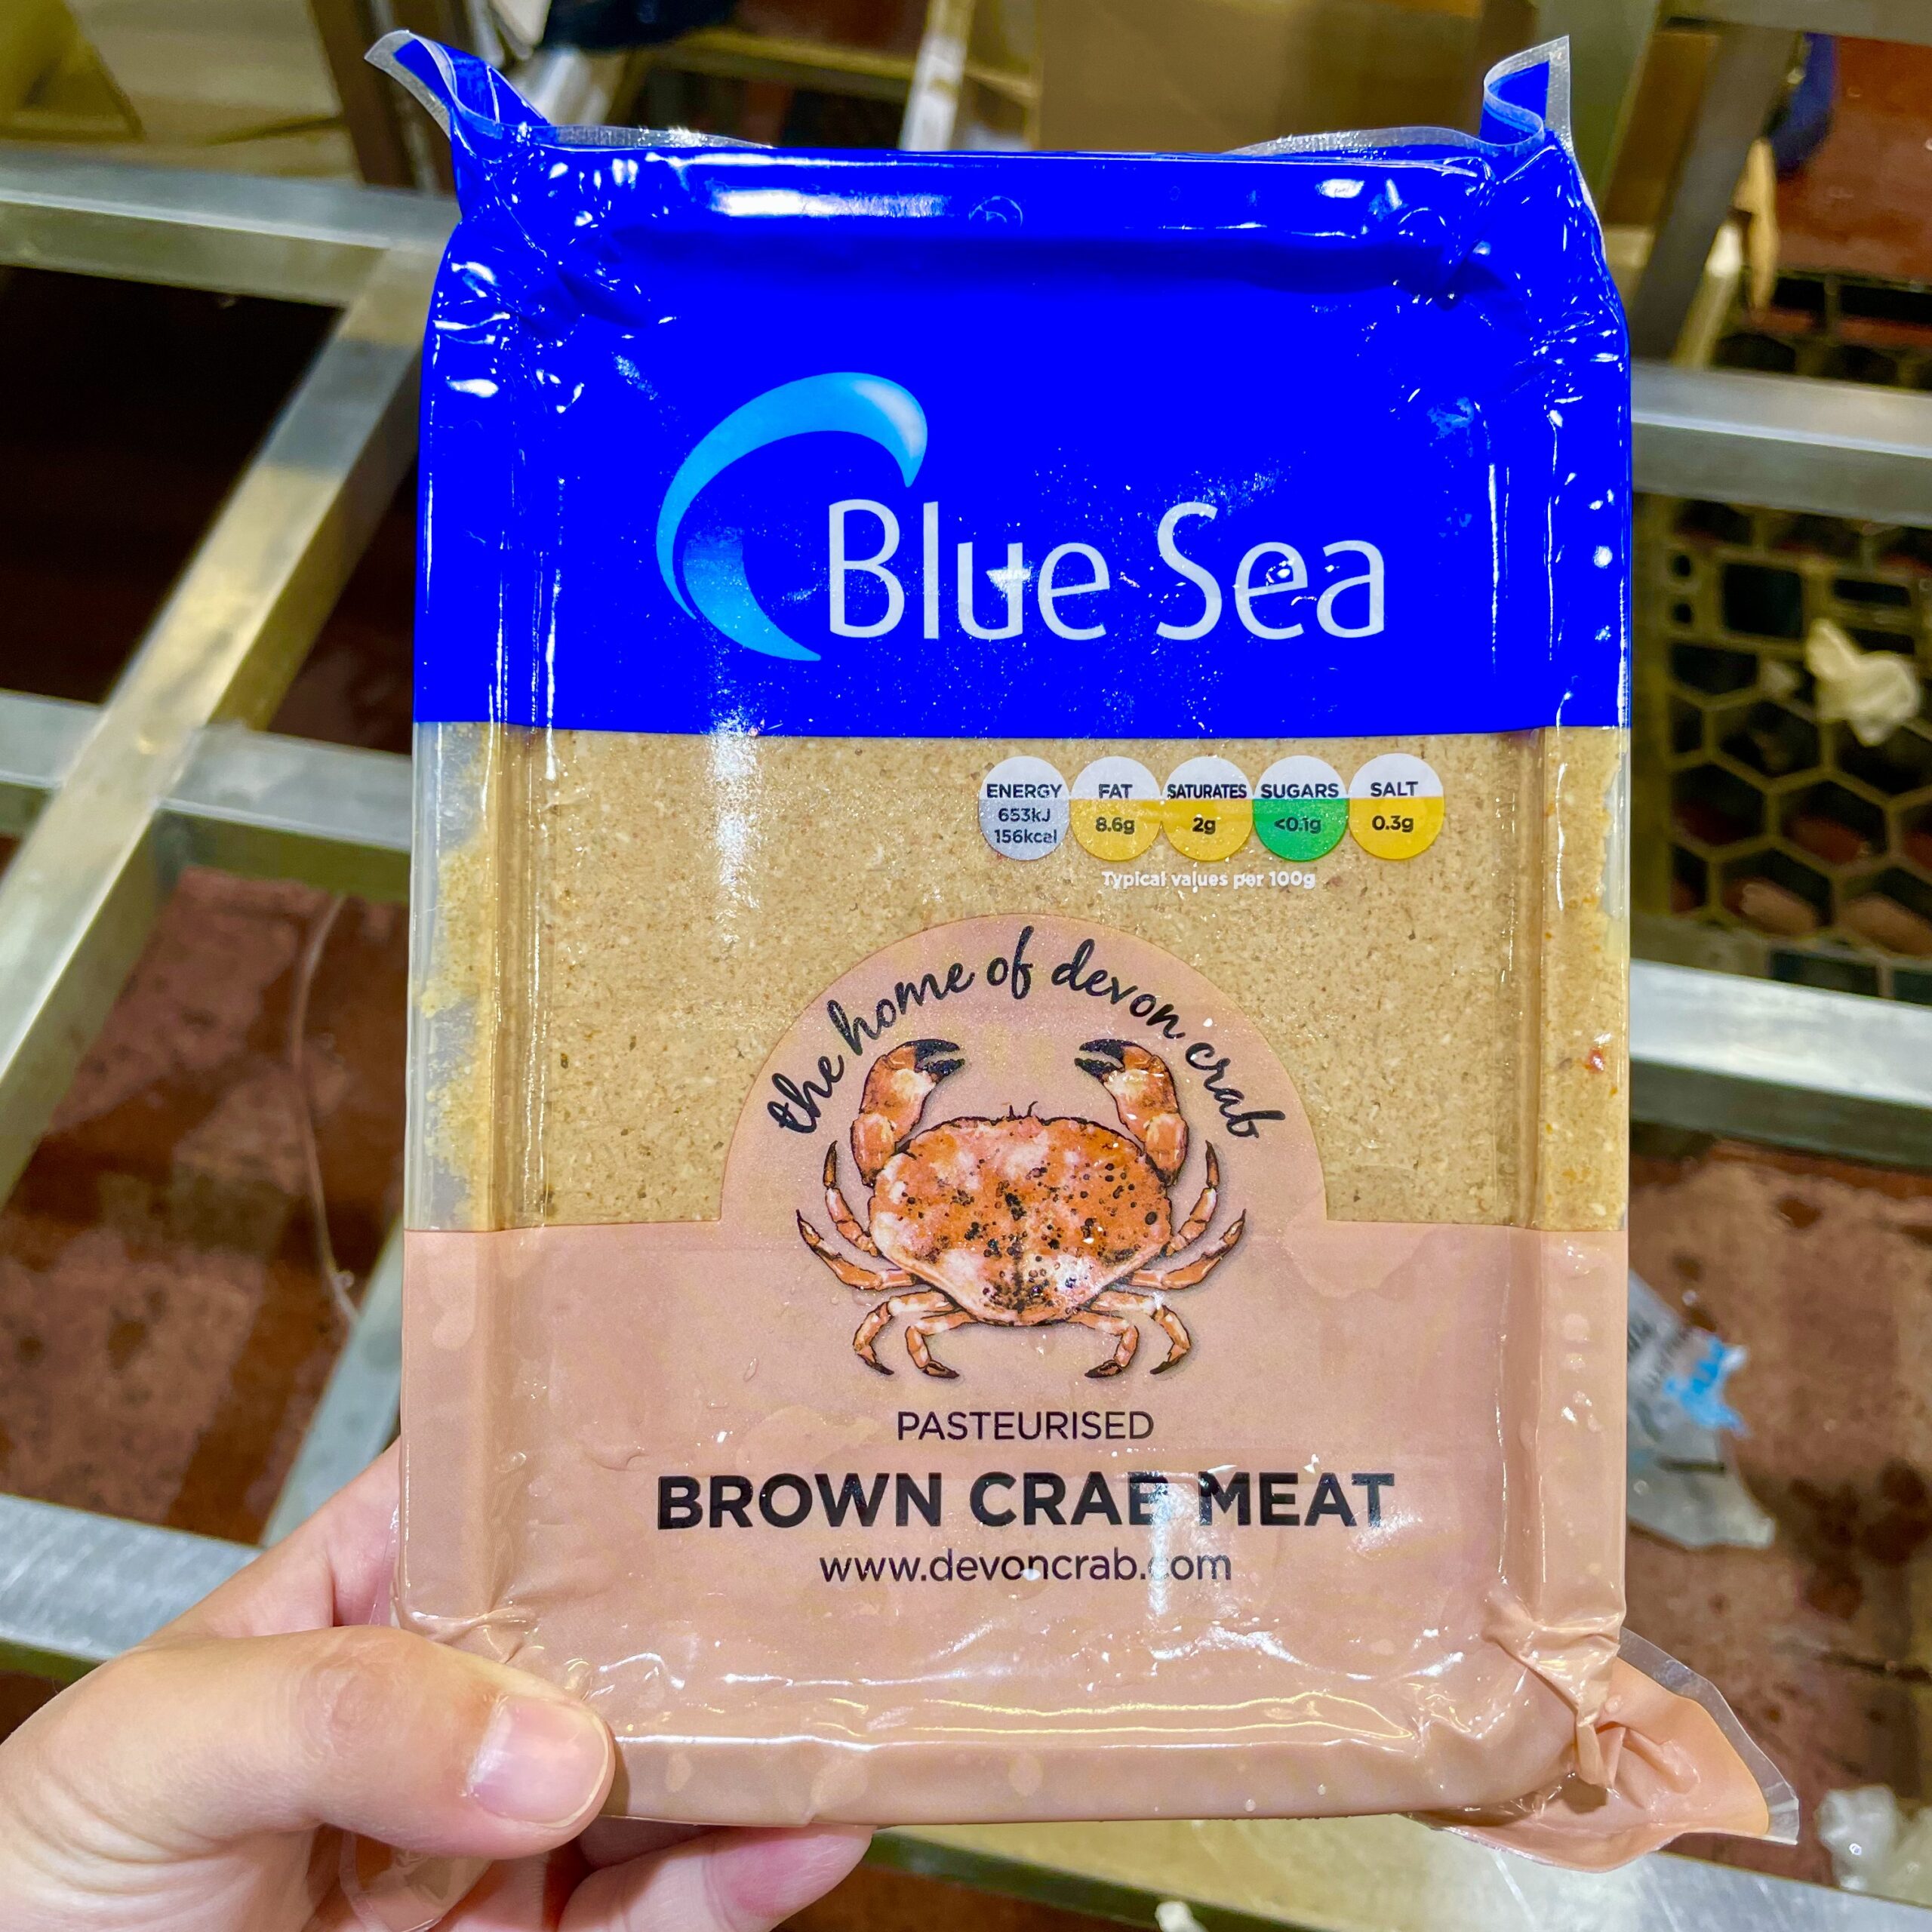 Blue Sea
ENERGY FAT SATURATES SUGARS SALT
653kJ
156kcal 8.6g 2g <0.1g 0.3g
Typical values per 100g
the home of devon crab
PASTEURISED
BROWN CRAB MEAT
www.devoncrab.com